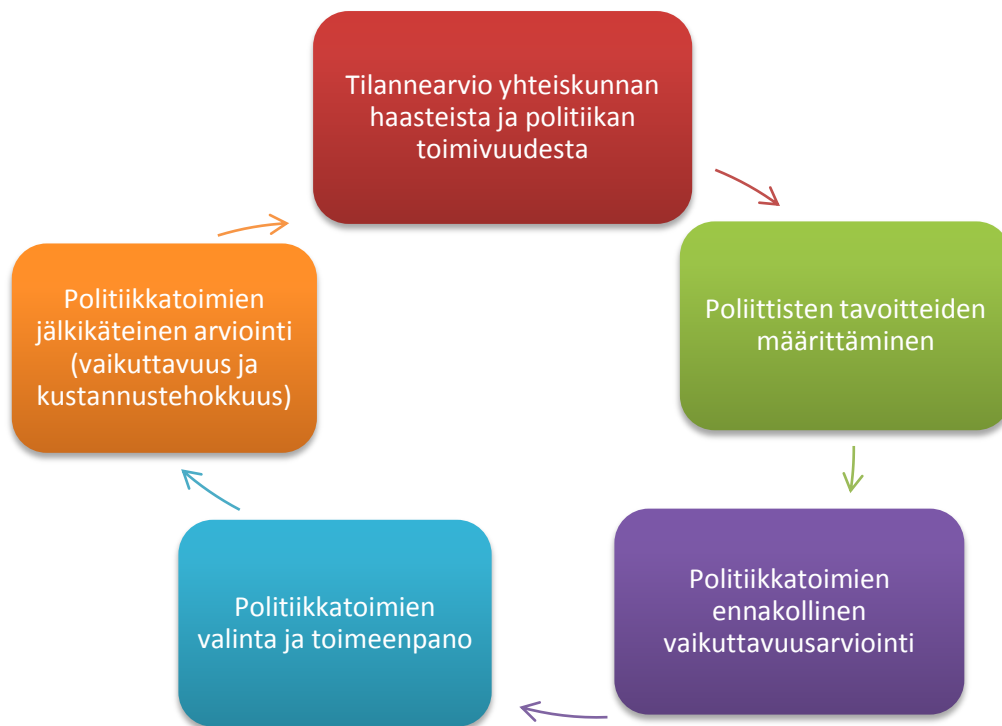 Tilannearvio yhteiskunnan
haasteista ja politiikan
toimivuudesta
Poliittisten tavoitteiden
määrittäminen
Politiikkatoimien
ennakollinen
vaikuttavuusarviointi
Politiikkatoimien
valinta ja toimeenpano
Politiikkatoimien
jälkikäteinen arviointi
(vaikuttavuus ja
kustannustehokkuus)